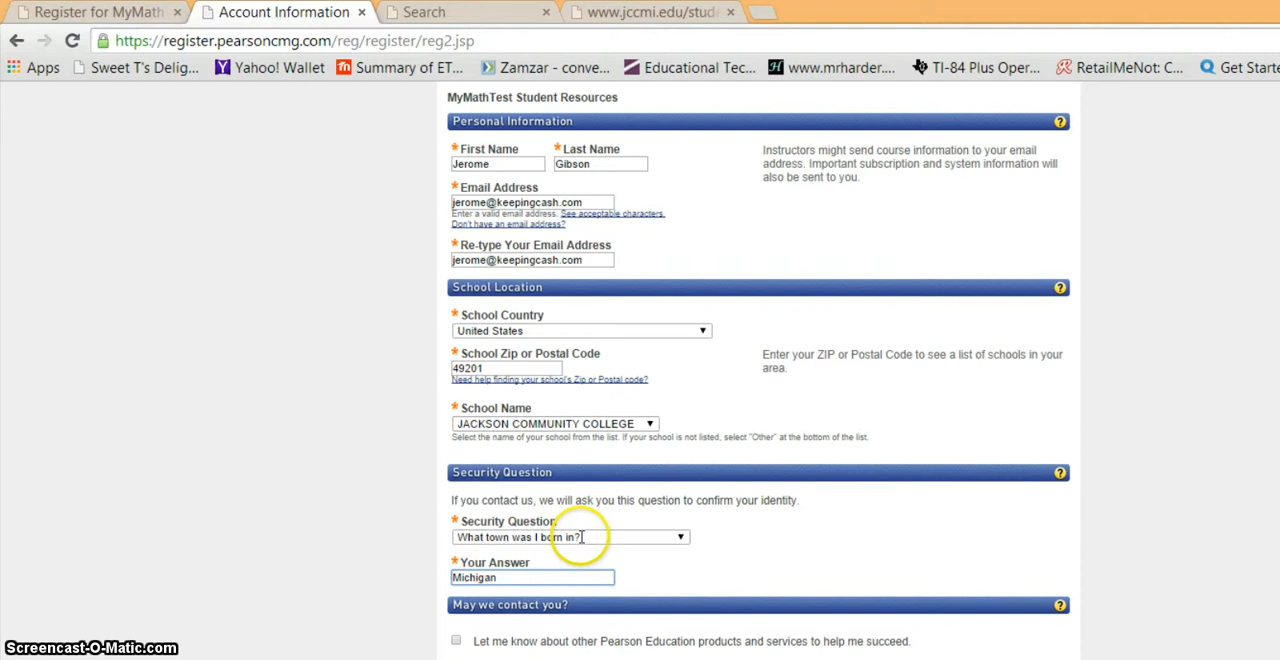 Register for MyMath × Account Information × Search × www.jccmi.edu/stud ×
https://register.pearsoncmg.com/reg/register/reg2.jsp
Apps Sweet T's Delig... Yahoo! Wallet Summary of ET... Zamzar - conve... Educational Tec... www.mrharder.... TI-84 Plus Oper... RetailMeNot: C... Get Starte
MyMathTest Student Resources
Personal Information ?
*First Name *Last Name
Instructors might send course information to your email
address. Important subscription and system information will
also be sent to you.
Jerome Gibson
*Email Address
jerome@keepingcash.com
Enter a valid email address. See acceptable characters.
Don't have an email address?
*Re-type Your Email Address
jerome@keepingcash.com
School Location ?
*School Country
United States
*School Zip or Postal Code
Enter your ZIP or Postal Code to see a list of schools in your
area.
49201
Need help finding your school's Zip or Postal code?
*School Name
JACKSON COMMUNITY COLLEGE
Select the name of your school from the list. If your school is not listed, select "Other" at the bottom of the list.
Security Question ?
If you contact us, we will ask you this question to confirm your identity.
*Security Question
What town was I born in?
*Your Answer
Michigan
May we contact you? ?
Let me know about other Pearson Education products and services to help me succeed.
Screencast-O-Matic.com